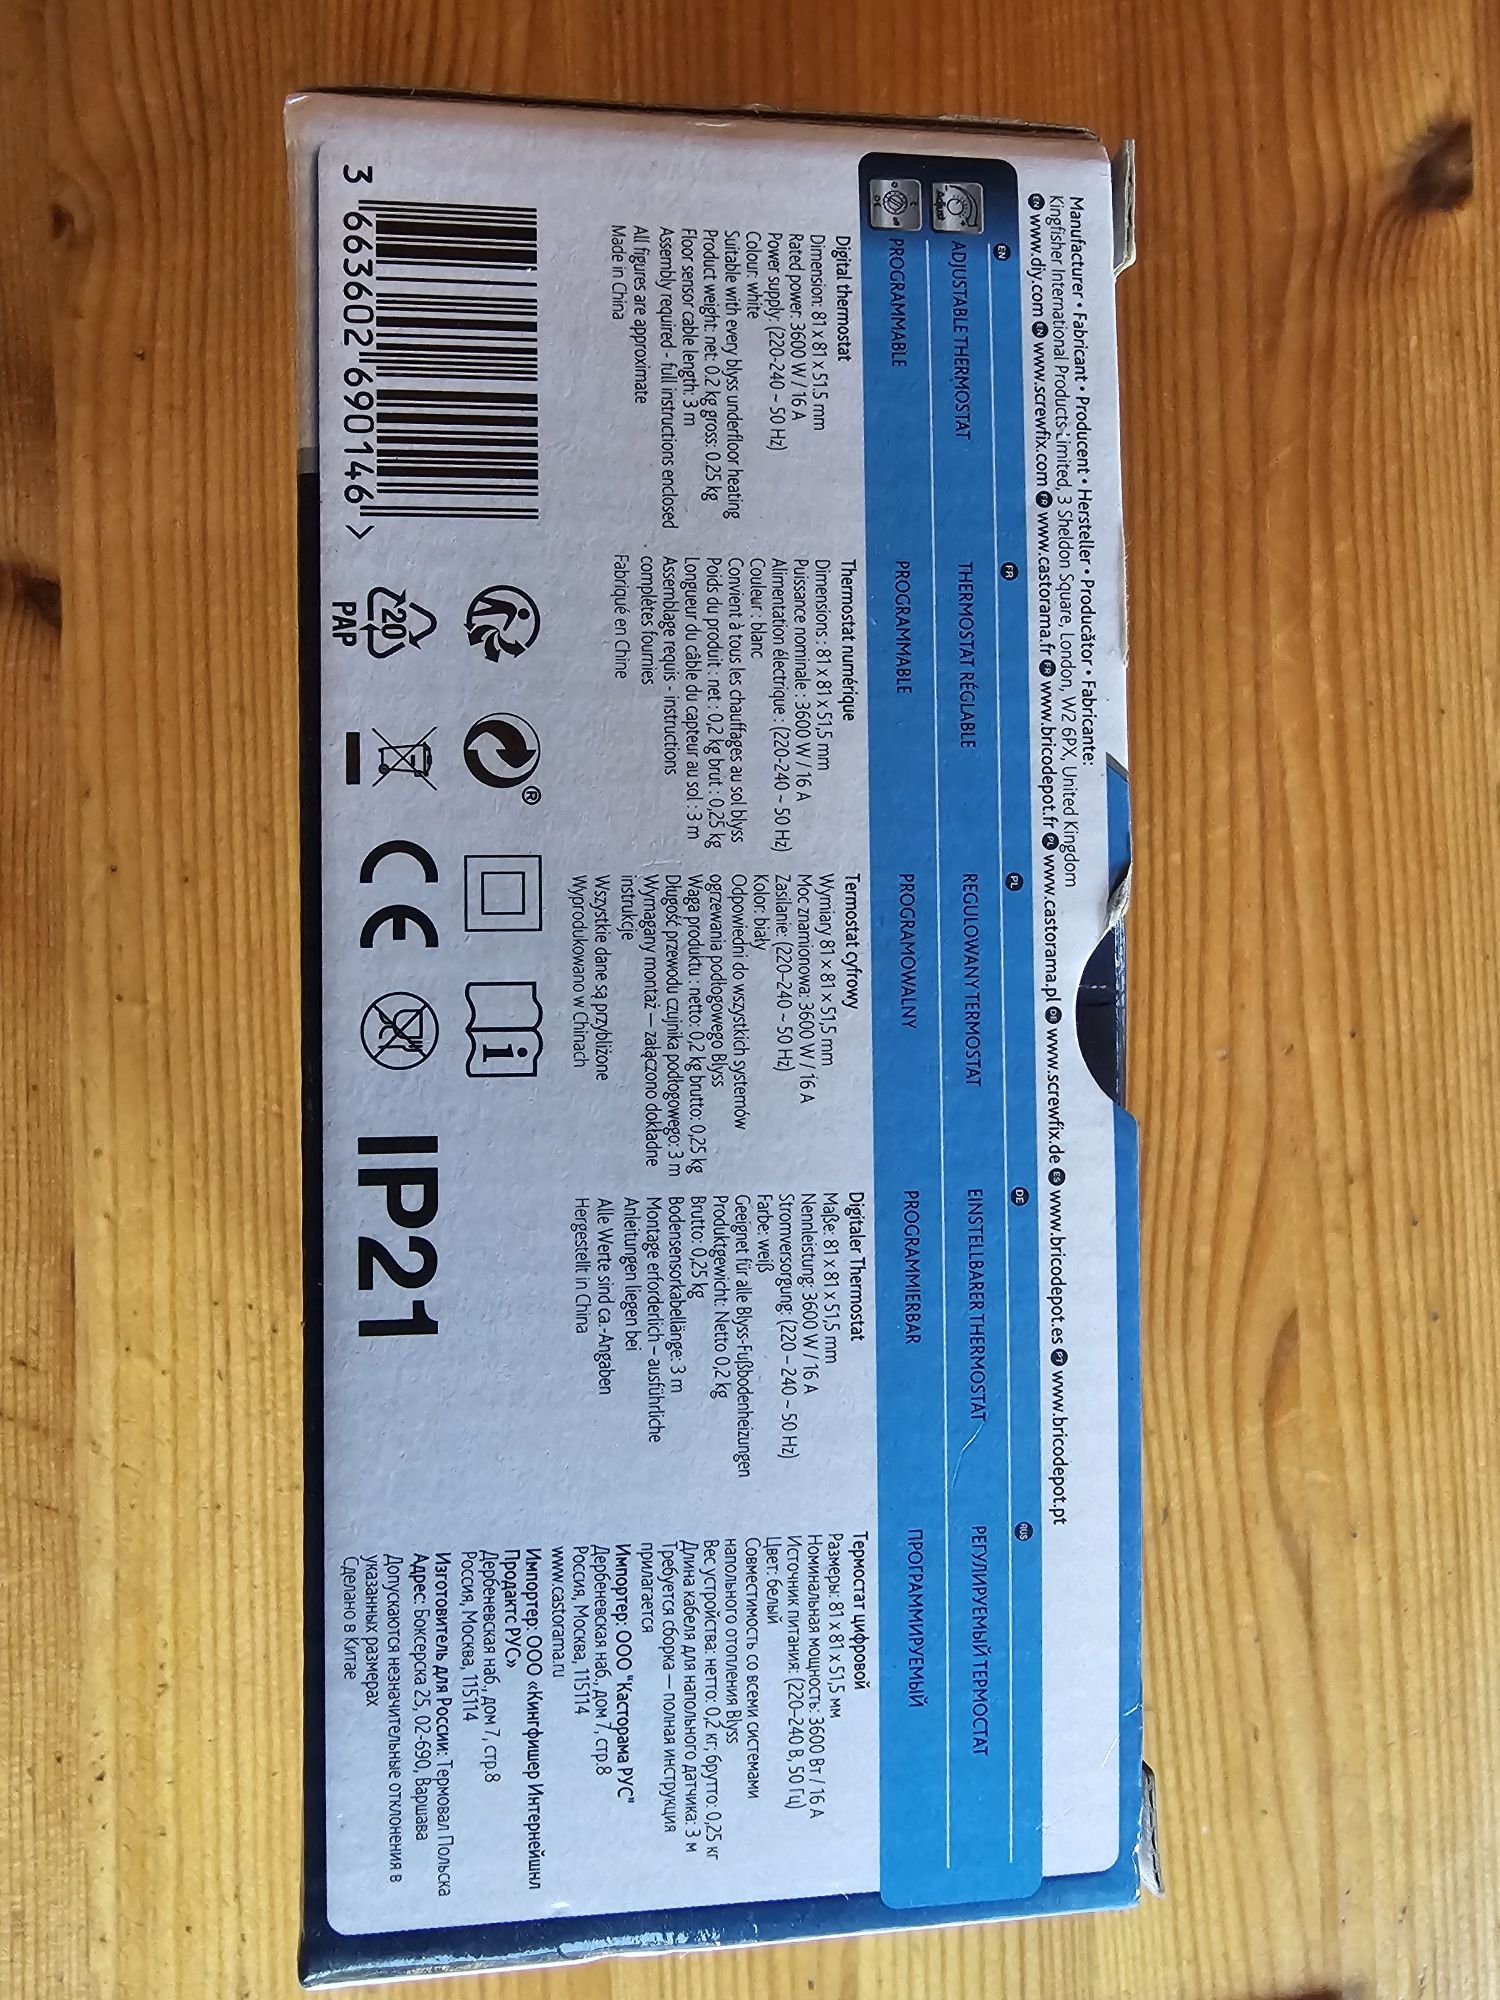 Manufacturer • Fabricant • Producent • Hersteller • Producător • Fabricante:
Kingfisher International Products Limited, 3 Sheldon Square, London, W2 6PX, United Kingdom
EN www.diy.com EN www.screwfix.com FR www.castorama.fr FR www.bricodepot.fr PL www.castorama.pl DE www.screwfix.de ES www.bricodepot.es PT www.bricodepot.pt
EN
Adjust
ADJUSTABLE THERMOSTAT
PROGRAMMABLE
Digital thermostat
Dimension: 81 x 81 x 51.5 mm
Rated power: 3600 W / 16 A
Power supply: (220-240 ~ 50 Hz)
Colour: white
Suitable with every blyss underfloor heating
Product weight: net: 0.2 kg gross: 0.25 kg
Floor sensor cable length: 3 m
Assembly required - full instructions enclosed
All figures are approximate
Made in China
FR
THERMOSTAT RÉGLABLE
PROGRAMMABLE
Thermostat numérique
Dimensions : 81 x 81 x 51,5 mm
Puissance nominale : 3600 W / 16 A
Alimentation électrique : (220-240 ~ 50 Hz)
Couleur : blanc
Convient à tous les chauffages au sol blyss
Poids du produit : net : 0,2 kg brut : 0,25 kg
Longueur du câble du capteur au sol : 3 m
Assemblage requis - instructions
complètes fournies
Fabriqué en Chine
PL
REGULOWANY TERMOSTAT
PROGRAMOWALNY
Termostat cyfrowy
Wymiary 81 x 81 x 51,5 mm
Moc znamionowa: 3600 W / 16 A
Zasilanie: (220–240 ~ 50 Hz)
Kolor: biały
Odpowiedni do wszystkich systemów
ogrzewania podłogowego Blyss
Waga produktu : netto: 0,2 kg brutto: 0,25 kg
Długość przewodu czujnika podłogowego: 3 m
Wymagany montaż — załączono dokładne
instrukcje
Wszystkie dane są przybliżone
Wyprodukowano w Chinach
DE
EINSTELLBARER THERMOSTAT
PROGRAMMIERBAR
Digitaler Thermostat
Maße: 81 x 81 x 51,5 mm
Nennleistung: 3600 W / 16 A
Stromversorgung: (220 – 240 ~ 50 Hz)
Farbe: weiß
Geeignet für alle Blyss-Fußbodenheizungen
Produktgewicht: Netto 0,2 kg
Brutto: 0,25 kg
Bodensensorkabellänge: 3 m
Montage erforderlich – ausführliche
Anleitungen liegen bei
Alle Werte sind ca.-Angaben
Hergestellt in China
RUS
РЕГУЛИРУЕМЫЙ ТЕРМОСТАТ
ПРОГРАММИРУЕМЫЙ
Термостат цифровой
Размеры: 81 x 81 x 51,5 мм
Номинальная мощность: 3600 Вт / 16 А
Источник питания: (220–240 В, 50 Гц)
Цвет: белый
Совместимость со всеми системами
напольного отопления Blyss
Вес устройства: нетто: 0,2 кг; брутто: 0,25 кг
Длина кабеля для напольного датчика: 3 м
Требуется сборка — полная инструкция
прилагается
Импортер: ООО "Касторама РУС"
Дербеневская наб., дом 7, стр.8
Россия, Москва, 115114
www.castorama.ru
Импортер: ООО «Кингфишер Интернейшнл
Продактс РУС»
Дербеневская наб., дом 7, стр.8
Россия, Москва, 115114
Изготовитель для России: Термовал Польска
Адрес: Боксерска 25, 02-690, Варшава
Допускаются незначительные отклонения в
указанных размерах
Сделано в Китае
3 663602 690146 >
20
PAP
®
i
CE
IP21